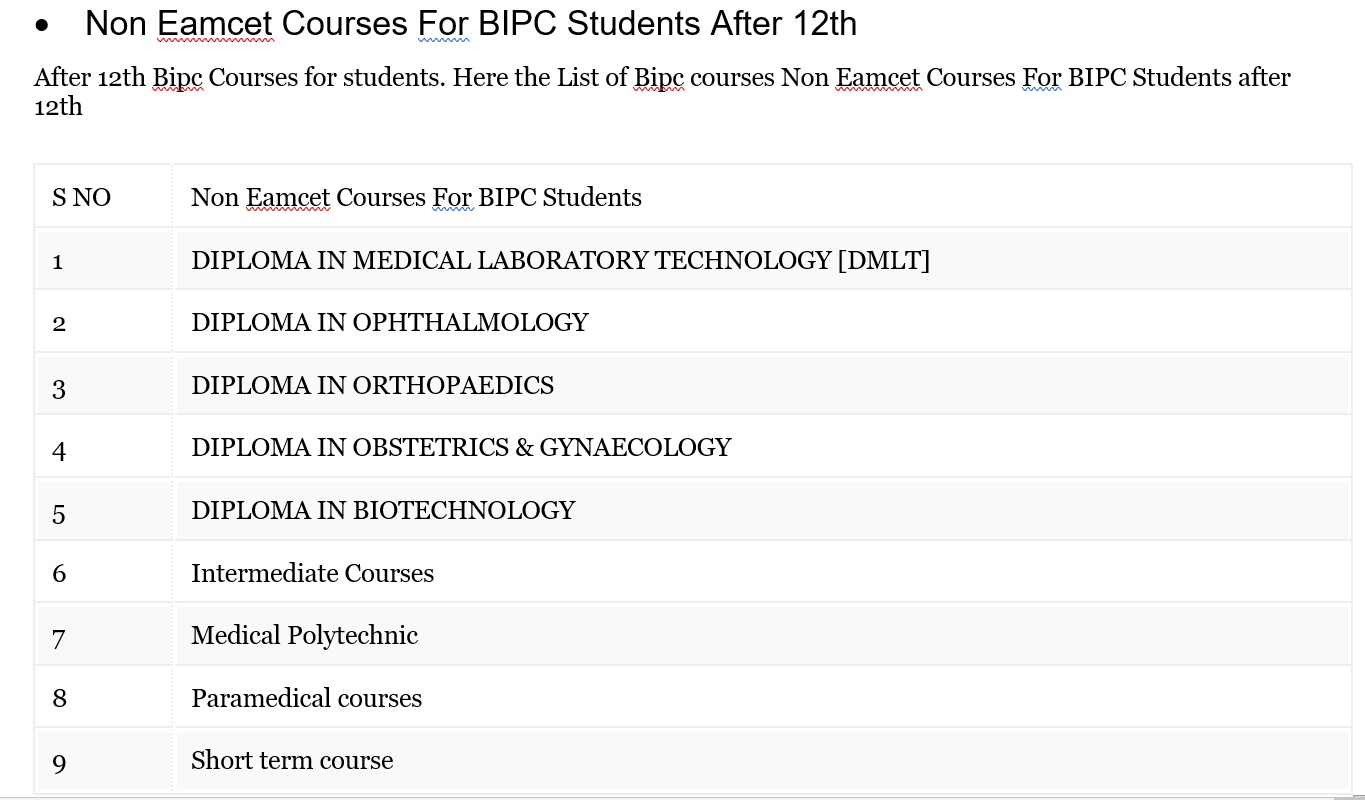 • Non Eamcet Courses For BIPC Students After 12th
After 12th Bipc Courses for students. Here the List of Bipc courses Non Eamcet Courses For BIPC Students after
12th
S NO Non Eamcet Courses For BIPC Students
1 DIPLOMA IN MEDICAL LABORATORY TECHNOLOGY [DMLT]
2 DIPLOMA IN OPHTHALMOLOGY
3 DIPLOMA IN ORTHOPAEDICS
4 DIPLOMA IN OBSTETRICS & GYNAECOLOGY
5 DIPLOMA IN BIOTECHNOLOGY
6 Intermediate Courses
7 Medical Polytechnic
8 Paramedical courses
9 Short term course